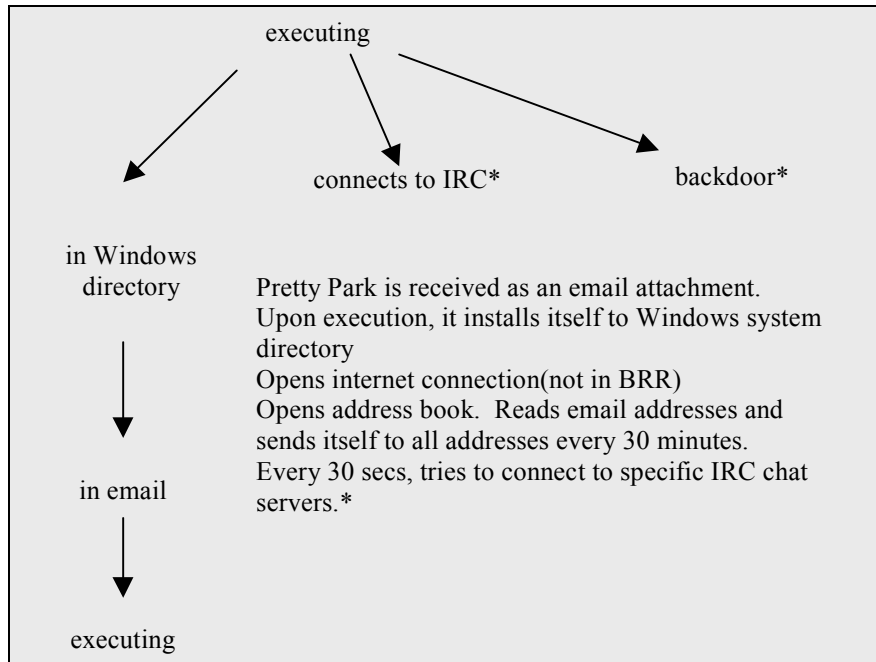 executing
connects to IRC*
backdoor*
in Windows
directory
Pretty Park is received as an email attachment.
Upon execution, it installs itself to Windows system
directory
Opens internet connection(not in BRR)
Opens address book.  Reads email addresses and
sends itself to all addresses every 30 minutes.
Every 30 secs, tries to connect to specific IRC chat
servers.*
in email
executing